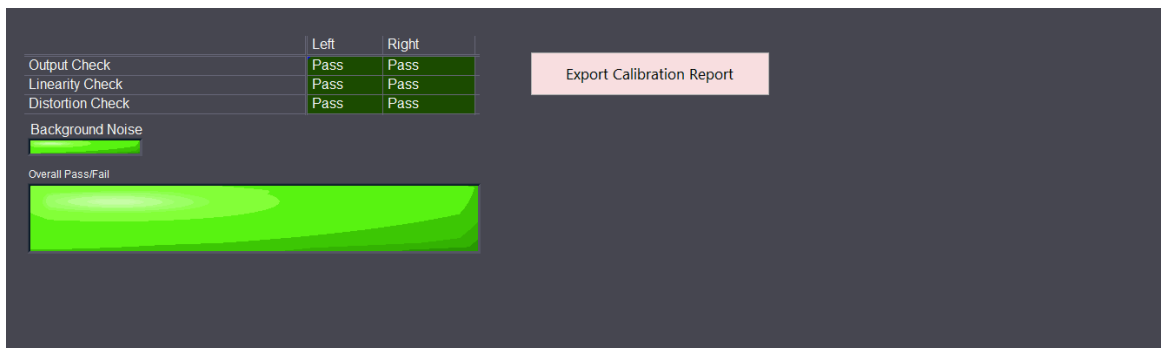 Left Right
Output Check Pass Pass
Linearity Check Pass Pass
Distortion Check Pass Pass
Background Noise
Overall Pass/Fail
Export Calibration Report